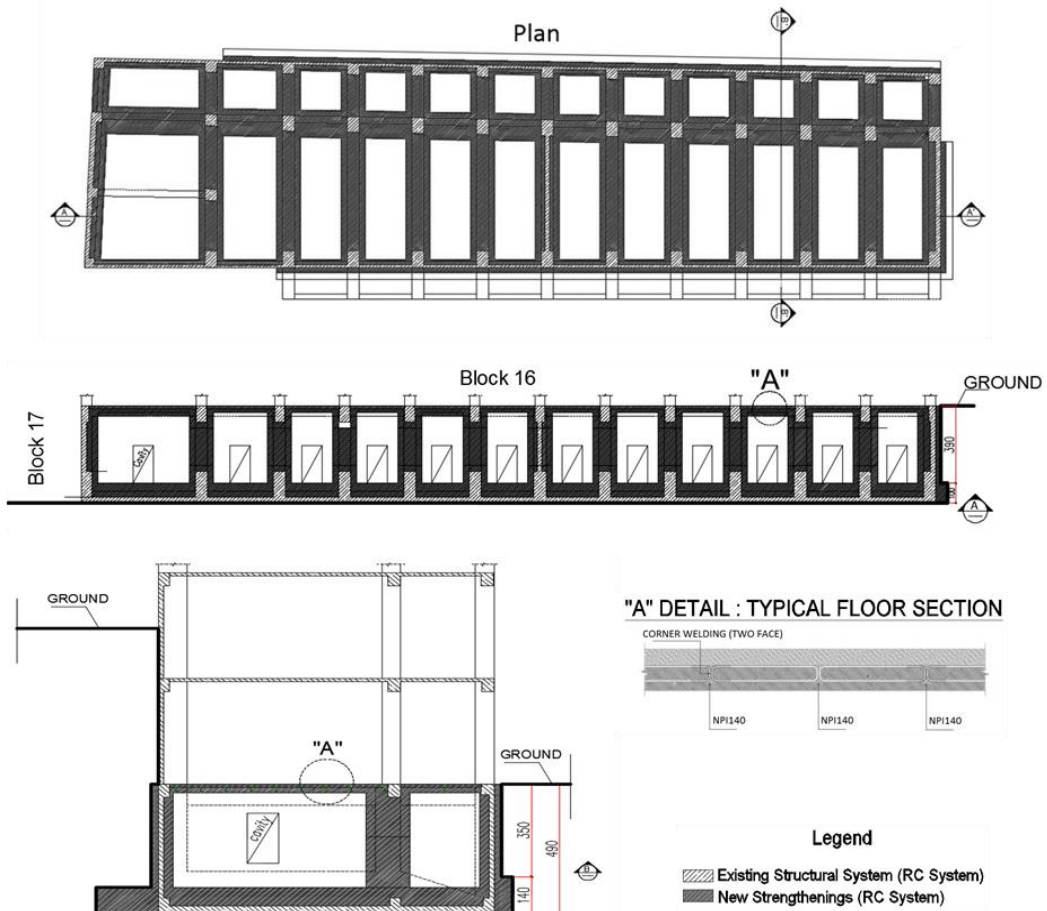 Plan
B'
A
A'
B'
Block 16
"A"
GROUND
Block 17
Cavity
390
A
GROUND
"A" DETAIL : TYPICAL FLOOR SECTION
CORNER WELDING (TWO FACE)
NPI140
NPI140
NPI140
"A"
GROUND
cavity
350
490
140
B
Legend
Existing Structural System (RC System)
New Strengthenings (RC System)